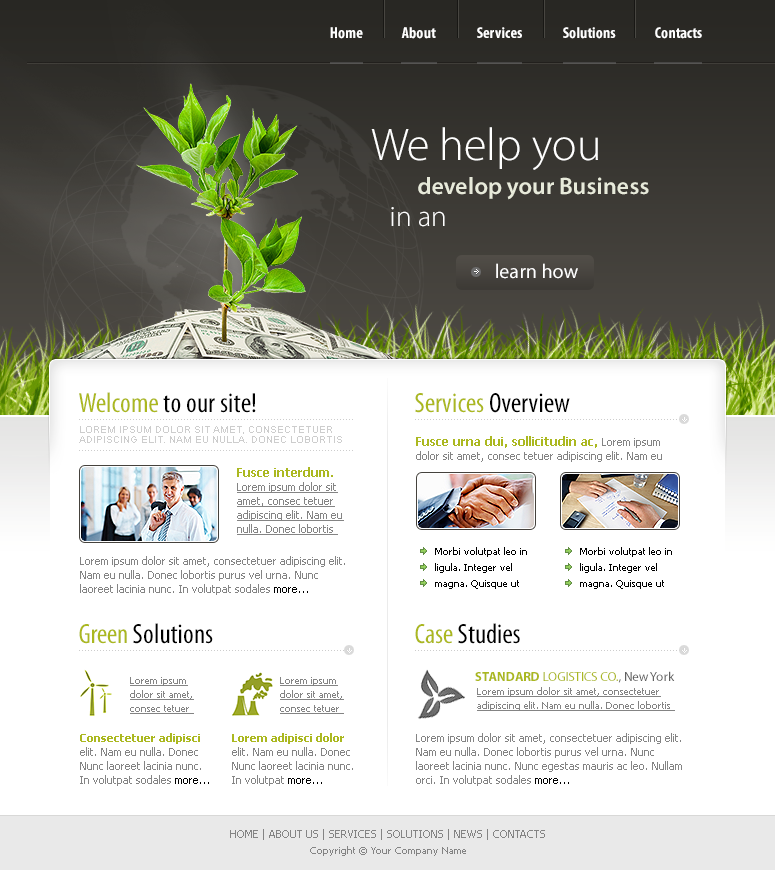 Home About Services Solutions Contacts
We help you
develop your Business
in an
learn how
Welcome to our site!
LOREM IPSUM DOLOR SIT AMET, CONSECTETUER
ADIPISCING ELIT. NAM EU NULLA. DONEC LOBORTIS
Fusce interdum.
Lorem ipsum dolor sit
amet, consec tetuer
adipiscing elit. Nam eu
nulla. Donec lobortis
Lorem ipsum dolor sit amet, consectetuer adipiscing elit.
Nam eu nulla. Donec lobortis purus vel urna. Nunc
laoreet lacinia nunc. In volutpat sodales more...
Services Overview
Fusce urna dui, sollicitudin ac, Lorem ipsum
dolor sit amet, consec tetuer adipiscing elit. Nam eu
Morbi volutpat leo in
ligula. Integer vel
magna. Quisque ut
Morbi volutpat leo in
ligula. Integer vel
magna. Quisque ut
Green Solutions
Lorem ipsum
dolor sit amet,
consec tetuer
Consectetuer adipisci
elit. Nam eu nulla. Donec
Nunc laoreet lacinia nunc.
In volutpat sodales more...
Lorem ipsum
dolor sit amet,
consec tetuer
Lorem adipisci dolor
elit. Nam eu nulla. Donec
Nunc laoreet lacinia nunc.
In volutpat more...
Case Studies
STANDARD LOGISTICS CO., New York
Lorem ipsum dolor sit amet, consectetuer
adipiscing elit. Nam eu nulla. Donec lobortis
Lorem ipsum dolor sit amet, consectetuer adipiscing elit.
Nam eu nulla. Donec lobortis purus vel urna. Nunc
laoreet lacinia nunc. Nunc egestas mauris ac leo. Nullam
orci. In volutpat sodales more...
HOME | ABOUT US | SERVICES | SOLUTIONS | NEWS | CONTACTS
Copyright © Your Company Name